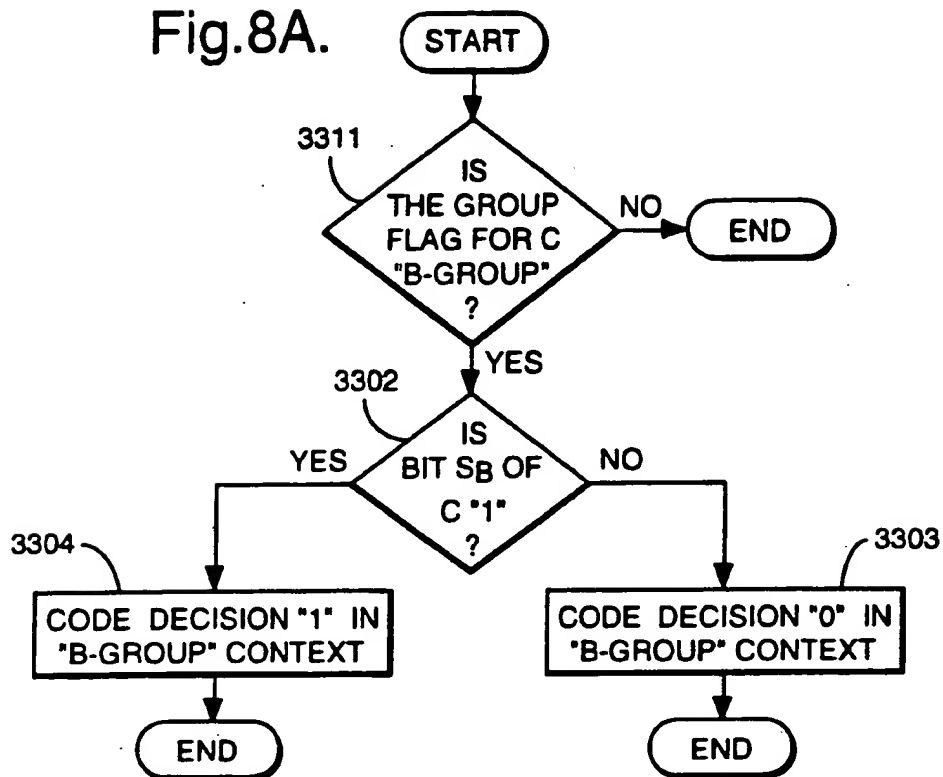 Fig.8A.
START
3311
IS
THE GROUP
FLAG FOR C
"B-GROUP"
?
NO
END
YES
3302
IS
BIT SB OF
C "1"
?
YES
NO
3304
CODE DECISION "1" IN
"B-GROUP" CONTEXT
END
3303
CODE DECISION "0" IN
"B-GROUP" CONTEXT
END